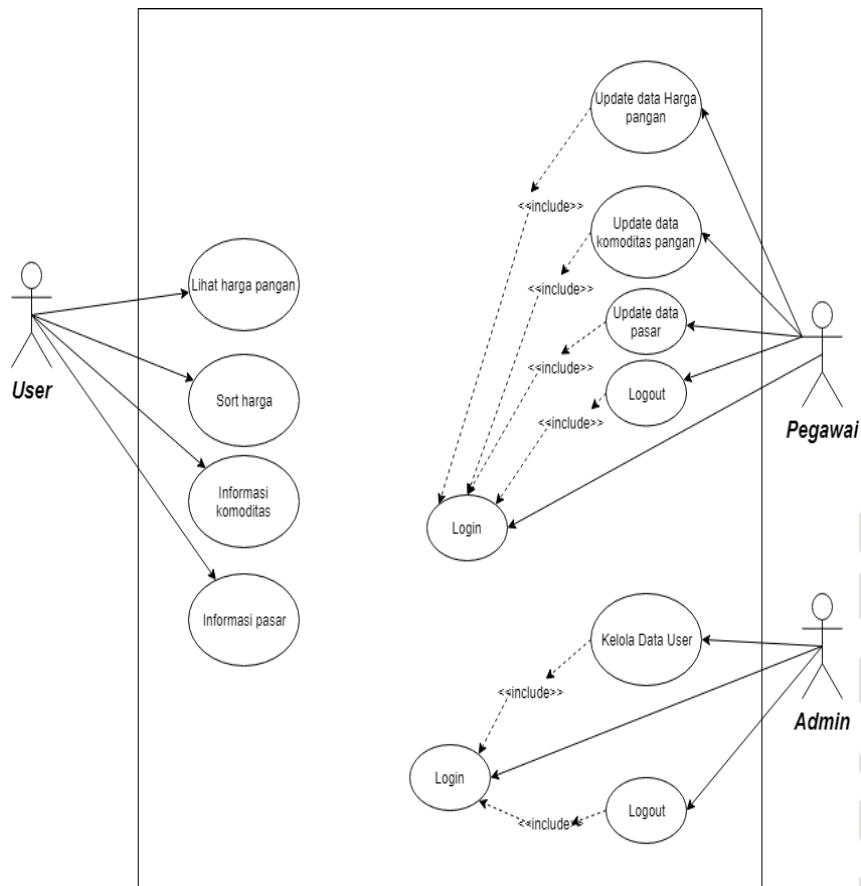 Update data Harga
pangan
<<include>>
Update data
komoditas pangan
Lihat harga pangan
<<include>>
Update data
pasar
<<include>>
User
Sort harga
Logout
<<include>>
Pegawai
Informasi
komoditas
Login
Informasi pasar
Kelola Data User
<<include>>
Admin
Login
Logout
<<include>>